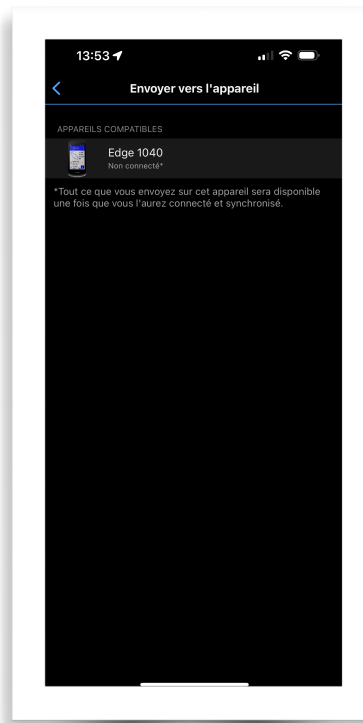 13:53
Envoyer vers l'appareil
APPAREILS COMPATIBLES
Edge 1040
Non connecté*
*Tout ce que vous envoyez sur cet appareil sera disponible
une fois que vous l'aurez connecté et synchronisé.